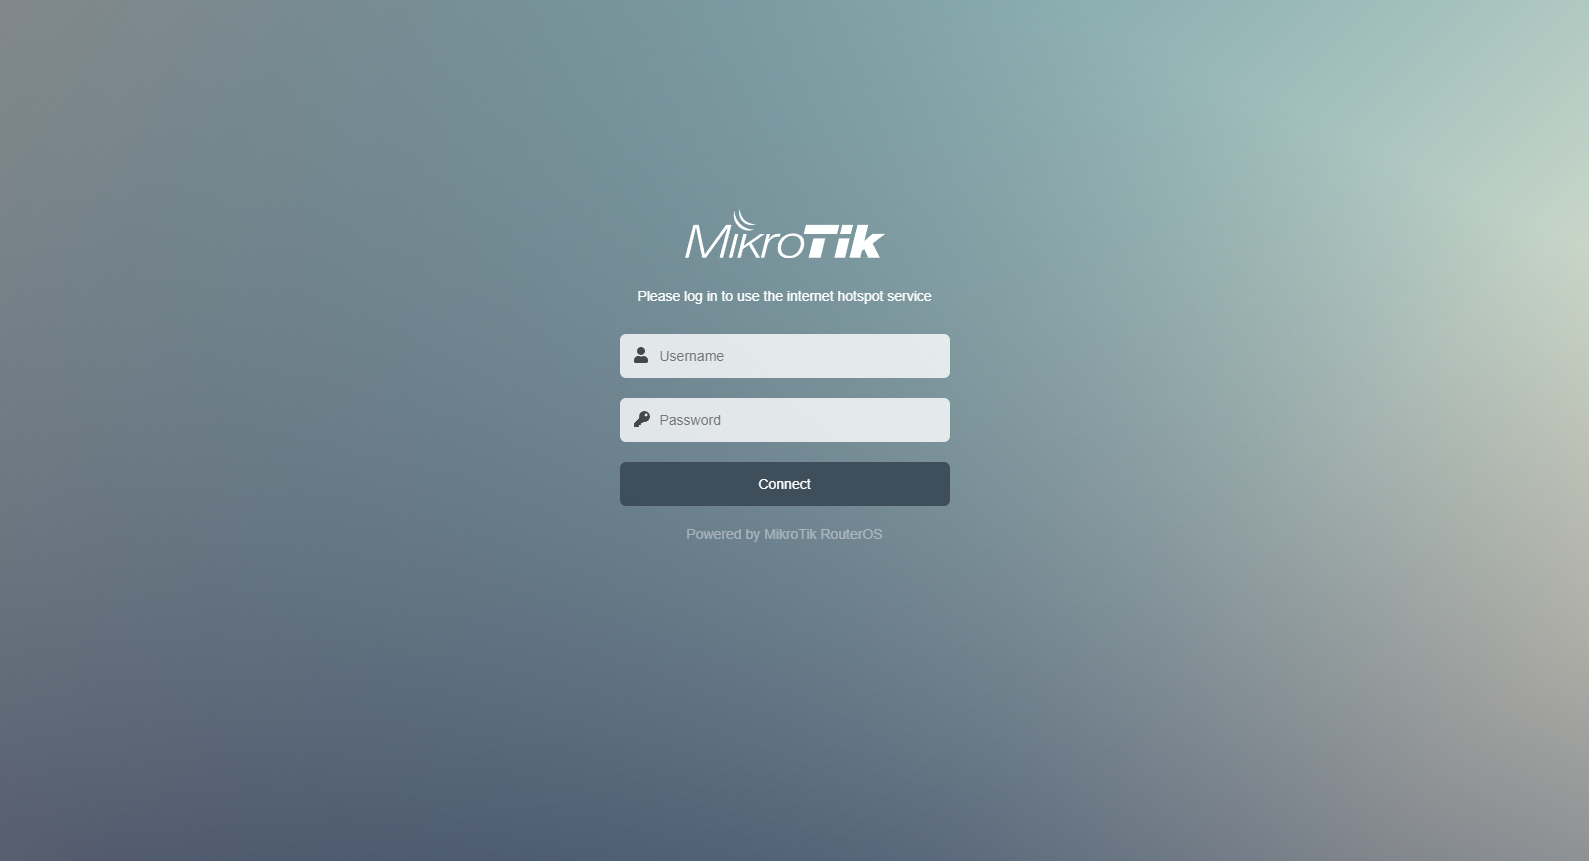 MikroTik
Please log in to use the internet hotspot service
Username
Password
Connect
Powered by MikroTik RouterOS